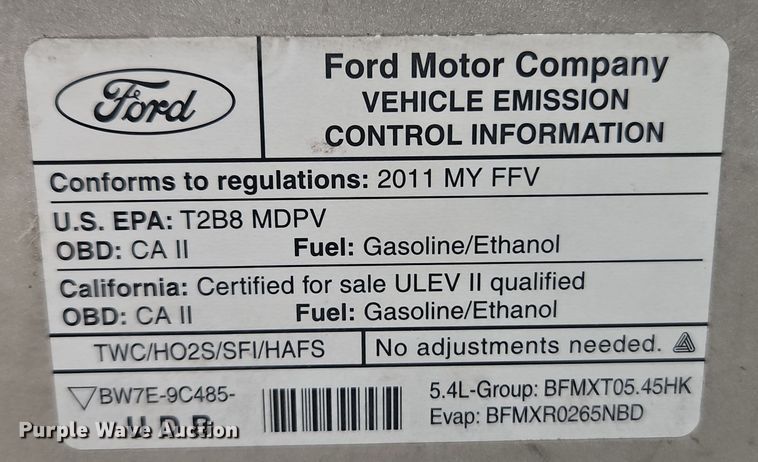 Ford
Ford Motor Company
VEHICLE EMISSION
CONTROL INFORMATION
Conforms to regulations: 2011 MY FFV
U.S. EPA: T2B8 MDPV
OBD: CA II Fuel: Gasoline/Ethanol
California: Certified for sale ULEV II qualified
OBD: CA II Fuel: Gasoline/Ethanol
TWC/HO2S/SFI/HAFS No adjustments needed.
BW7E-9C485- 5.4L-Group: BFMXT05.45HK
Evap: BFMXR0265NBD
Purple Wave Auction